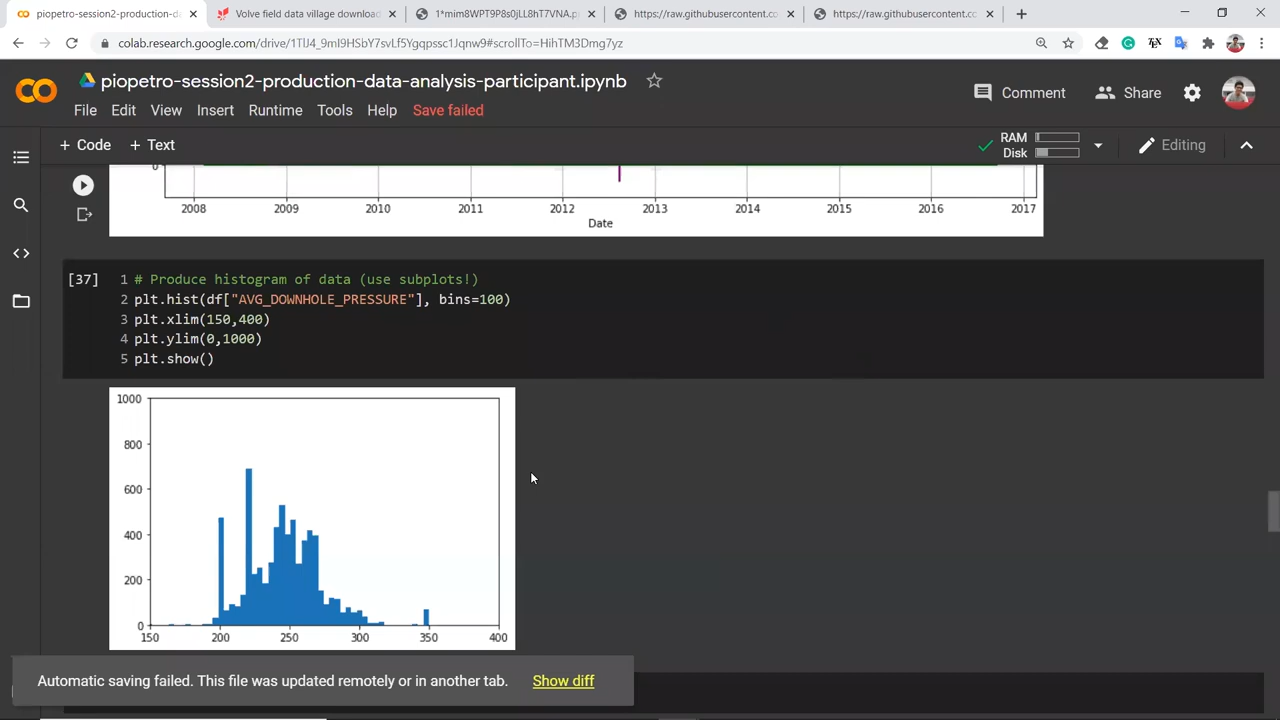 piopetro-session2-production-da
Volve field data village download
1*mim8WPT9P8s0jLL8hT7VNA.p
https://raw.githubusercontent.co
https://raw.githubusercontent.cc
colab.research.google.com/drive/1TlJ4_9mI9HSbY7svLf5Ygqpssc1Jqnw9#scrollTo=HihTM3Dmg7yz
piopetro-session2-production-data-analysis-participant.ipynb
File Edit View Insert Runtime Tools Help Save failed
Comment Share
+ Code + Text
RAM
Disk
Editing
0
2008 2009 2010 2011 2012 2013 2014 2015 2016 2017
Date
[37]
1 # Produce histogram of data (use subplots!)
2 plt.hist(df["AVG_DOWNHOLE_PRESSURE"], bins=100)
3 plt.xlim(150,400)
4 plt.ylim(0,1000)
5 plt.show()
1000
800
600
400
200
0
150 200 250 300 350 400
Automatic saving failed. This file was updated remotely or in another tab. Show diff